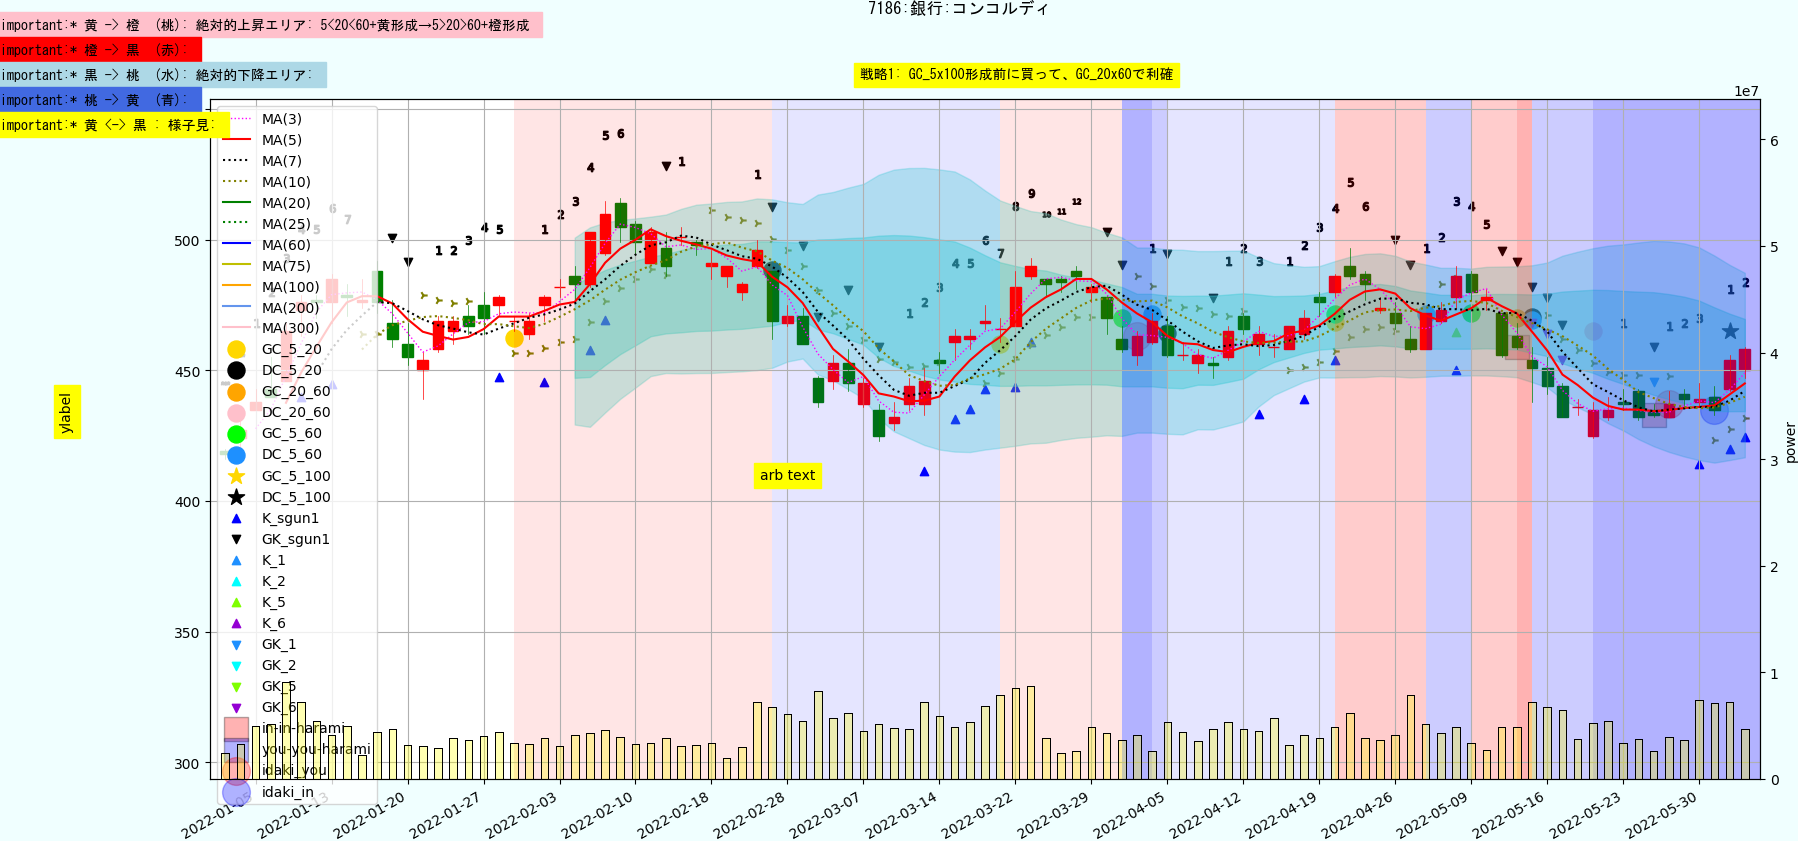 7186:銀行:コンコルディ
important:* 黄 -> 橙 (桃): 絶対的上昇エリア: 5<20<60+黄形成→5>20>60+橙形成
important:* 橙 -> 黒 (赤):
important:* 黒 -> 桃 (水): 絶対的下降エリア:
戦略1: GC_5x100形成前に買って、GC_20x60で利確
important:* 桃 -> 黄 (青):
important:* 黄 <-> 黒 : 様子見:
1e7
MA(3)
MA(5)
MA(7)
MA(10)
MA(20)
MA(25)
MA(60)
MA(75)
MA(100)
MA(200)
MA(300)
GC_5_20
DC_5_20
GC_20_60
DC_20_60
GC_5_60
DC_5_60
GC_5_100
DC_5_100
K_sgun1
GK_sgun1
K_1
K_2
K_5
K_6
GK_1
GK_2
GK_5
GK_6
in-in-harami
you-you-harami
idaki_you
idaki_in
ylabel
500
450
400
350
300
arb text
6
5
4
3
2
1
0
power
2022-01-05
2022-01-13
2022-01-20
2022-01-27
2022-02-03
2022-02-10
2022-02-18
2022-02-28
2022-03-07
2022-03-14
2022-03-22
2022-03-29
2022-04-05
2022-04-12
2022-04-19
2022-04-26
2022-05-09
2022-05-16
2022-05-23
2022-05-30